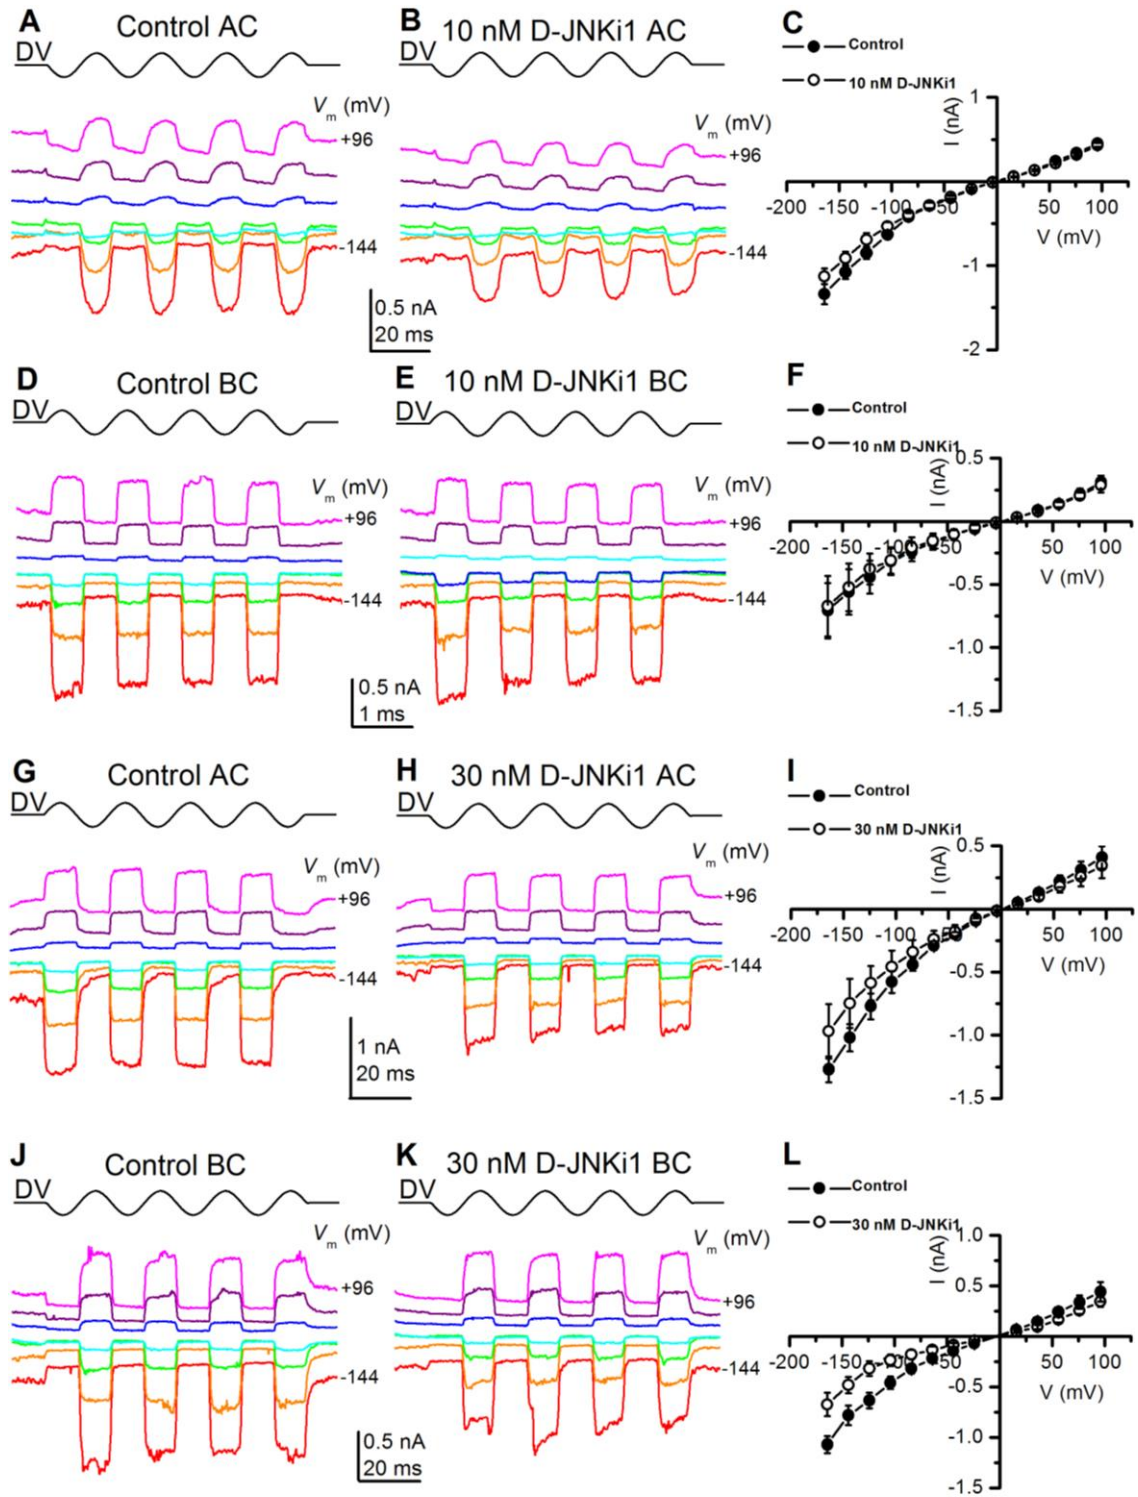 A
Control AC
DV
Vm (mV)
+96
-144
B
10 nM D-JNKi1 AC
DV
Vm (mV)
+96
-144
0.5 nA
20 ms
C
Control
10 nM D-JNKi1
I (nA)
1
-200 -150 -100 50 100
V (mV)
-1
-2
D
Control BC
DV
Vm (mV)
+96
-144
E
10 nM D-JNKi1 BC
DV
Vm (mV)
+96
-144
0.5 nA
1 ms
F
Control
10 nM D-JNKi1
I (nA)
0.5
-200 -150 -100 -50 50 100
V (mV)
-0.5
-1.0
-1.5
G
Control AC
DV
Vm (mV)
+96
-144
H
30 nM D-JNKi1 AC
DV
Vm (mV)
+96
-144
1 nA
20 ms
I
Control
30 nM D-JNKi1
I (nA)
0.5
-200 -150 -100 50 100
V (mV)
-0.5
-1.0
-1.5
J
Control BC
DV
Vm (mV)
+96
-144
K
30 nM D-JNKi1 BC
DV
Vm (mV)
+96
-144
0.5 nA
20 ms
L
Control
30 nM D-JNKi1
I (nA)
1.0
0.5
-200 -150 -100 -50 50 100
V (mV)
-0.5
-1.0
-1.5